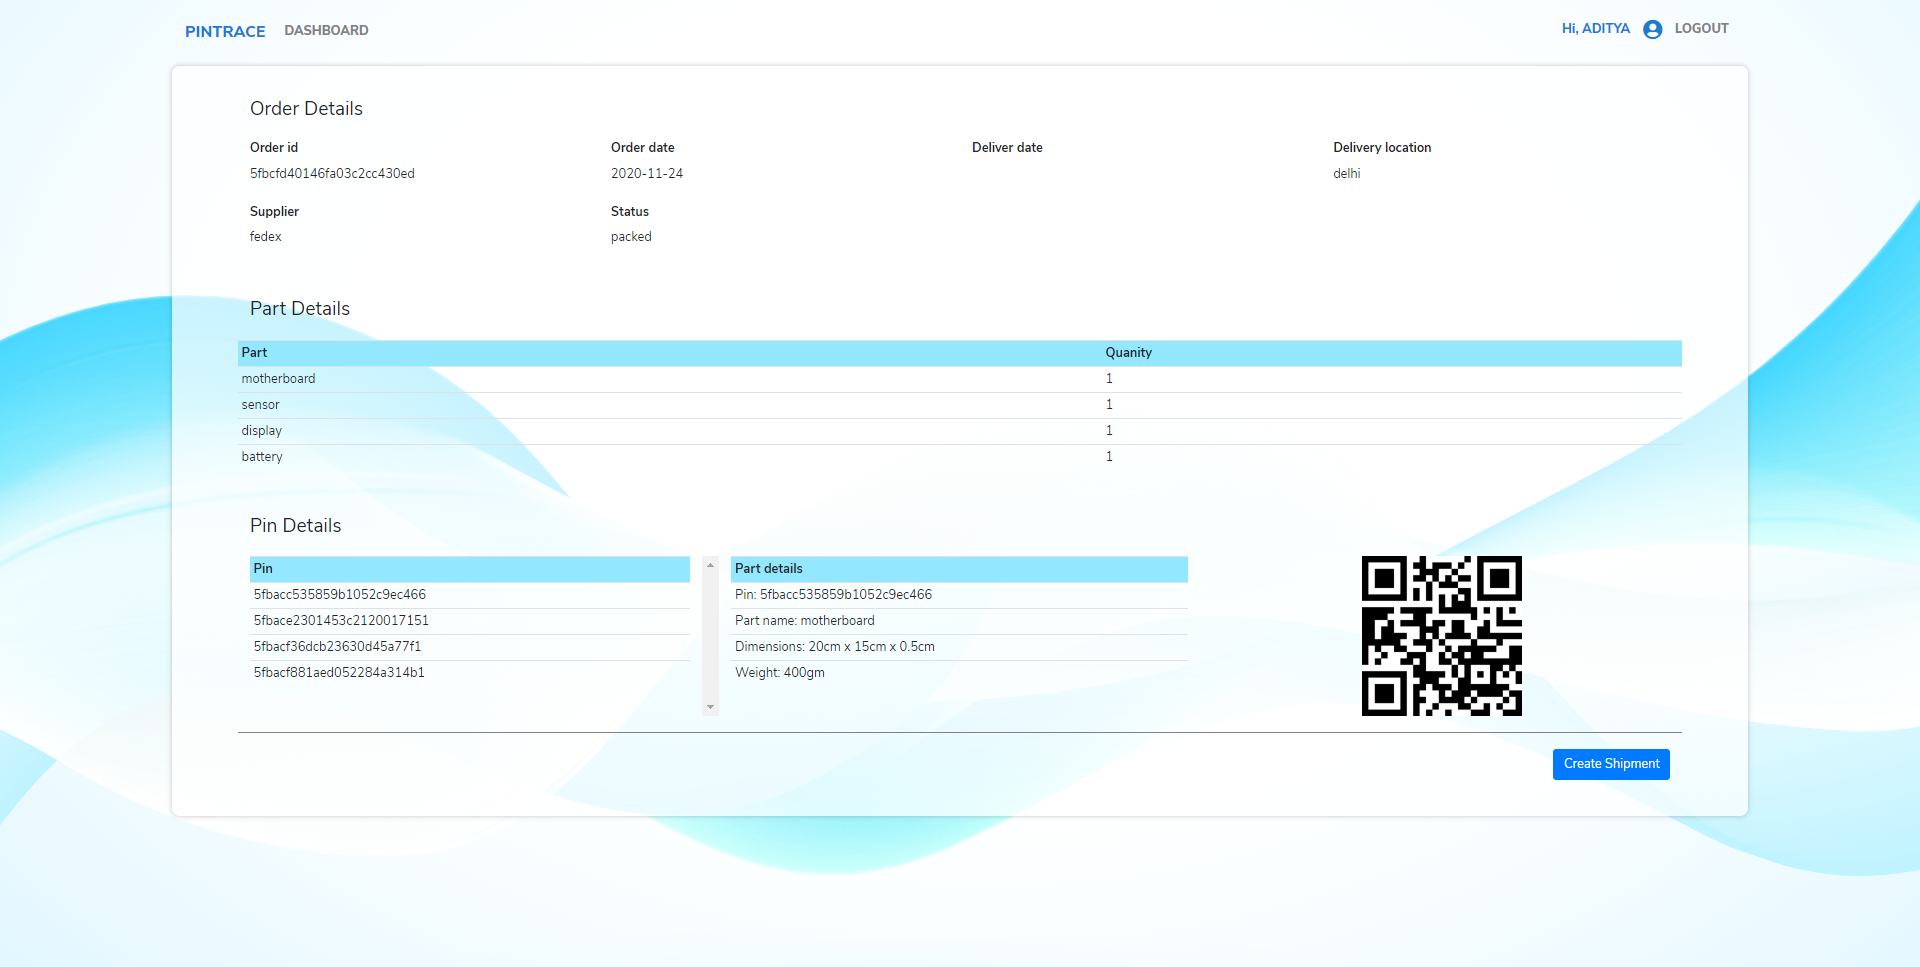 PINTRACE DASHBOARD Hi, ADITYA LOGOUT
Order Details
Order id Order date Deliver date Delivery location
5fbcfd40146fa03c2cc430ed 2020-11-24 delhi
Supplier Status
fedex packed
Part Details
Part Quanity
motherboard 1
sensor 1
display 1
battery 1
Pin Details
Pin Part details
5fbacc535859b1052c9ec466 Pin: 5fbacc535859b1052c9ec466
5fbace2301453c2120017151 Part name: motherboard
5fbacf36dcb23630d45a77f1 Dimensions: 20cm x 15cm x 0.5cm
5fbacf881aed052284a314b1 Weight: 400gm
Create Shipment